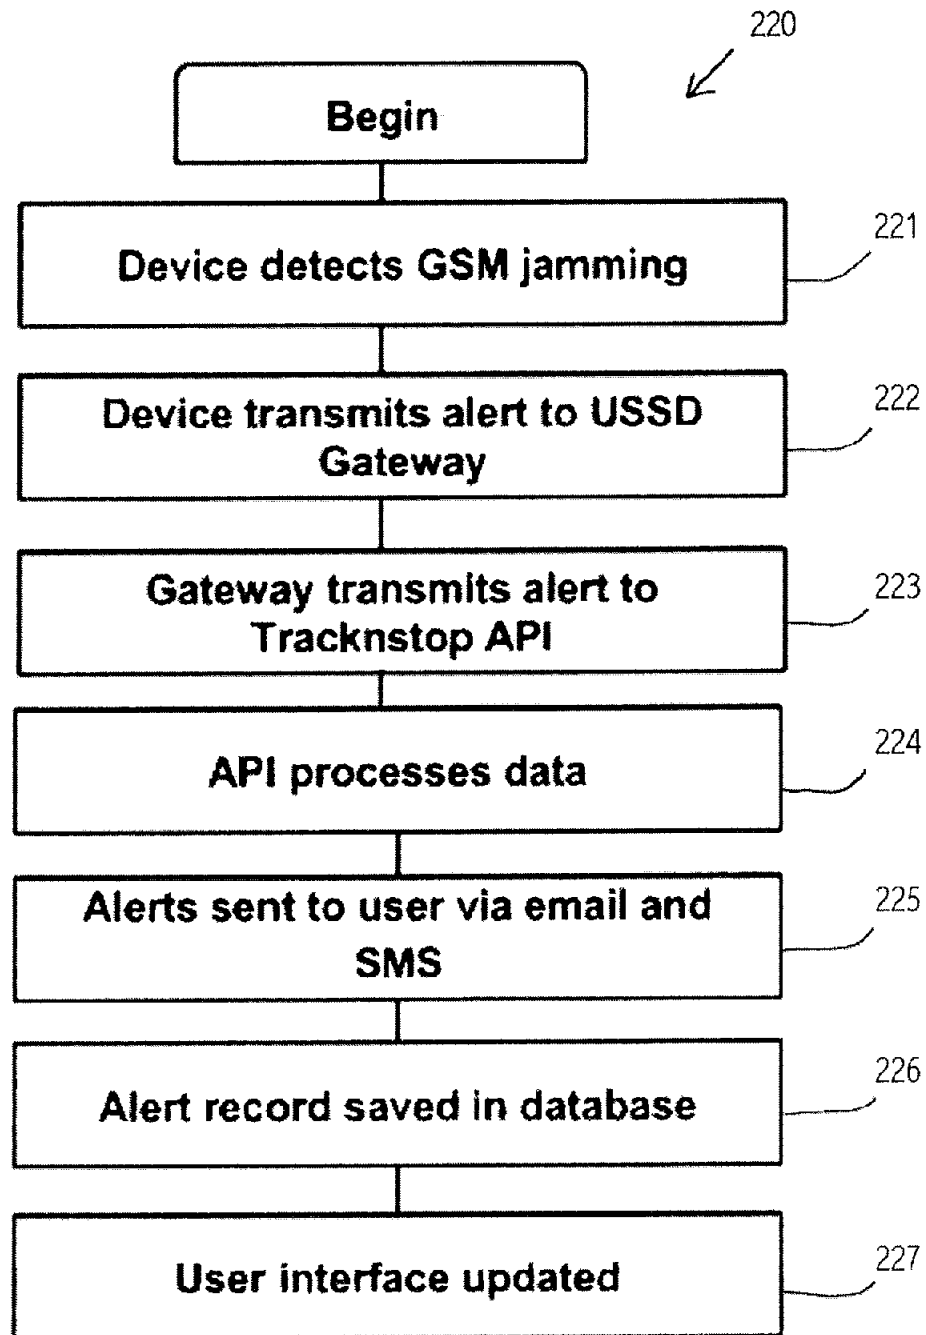 220
Begin
Device detects GSM jamming
221
Device transmits alert to USSD
Gateway
222
Gateway transmits alert to
Tracknstop API
223
API processes data
224
Alerts sent to user via email and
SMS
225
Alert record saved in database
226
User interface updated
227